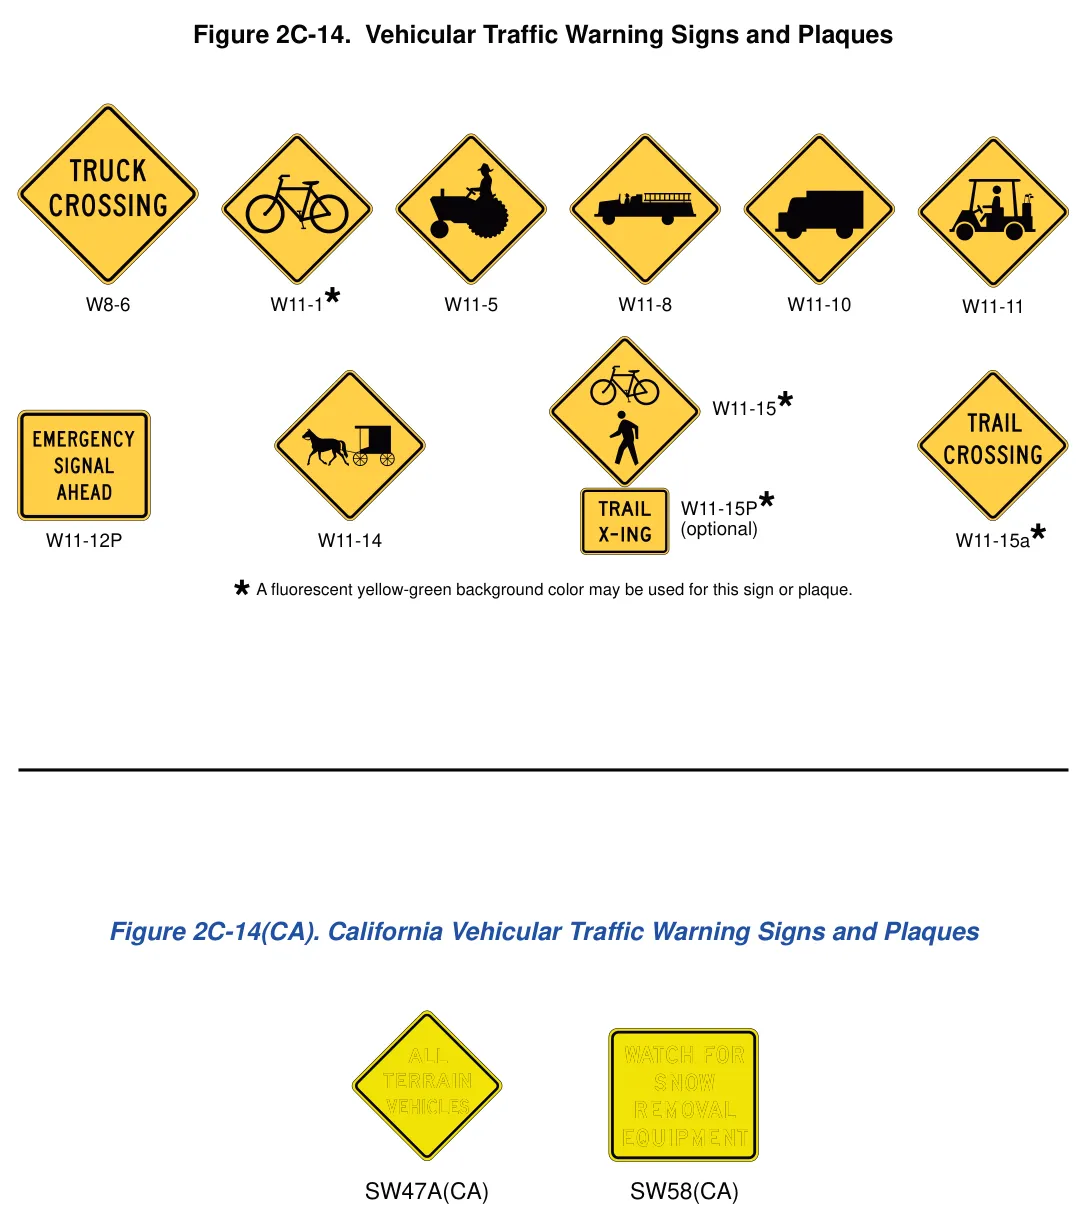 Figure 2C-14.  Vehicular Traffic Warning Signs and Plaques
TRUCK
CROSSING
W8-6
W11-1*
W11-5
W11-8
W11-10
W11-11
EMERGENCY
SIGNAL
AHEAD
W11-12P
W11-14
W11-15*
TRAIL
X-ING
W11-15P*
(optional)
TRAIL
CROSSING
W11-15a*
* A fluorescent yellow-green background color may be used for this sign or plaque.
Figure 2C-14(CA). California Vehicular Traffic Warning Signs and Plaques
ALL
TERRAIN
VEHICLES
SW47A(CA)
WATCH FOR
SNOW
REMOVAL
EQUIPMENT
SW58(CA)